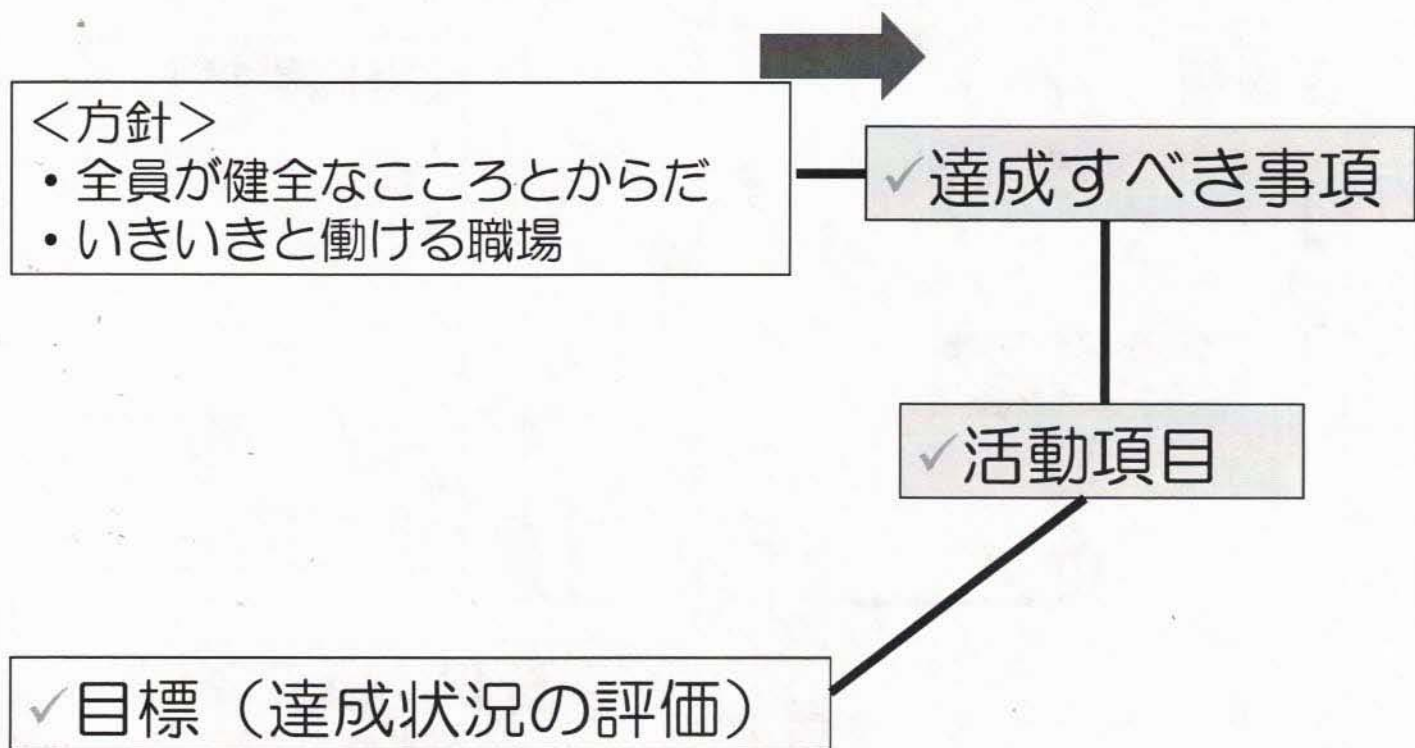 ＜方針＞
・全員が健全なこころとからだ
・いきいきと働ける職場
✓達成すべき事項
✓活動項目
✓目標（達成状況の評価）